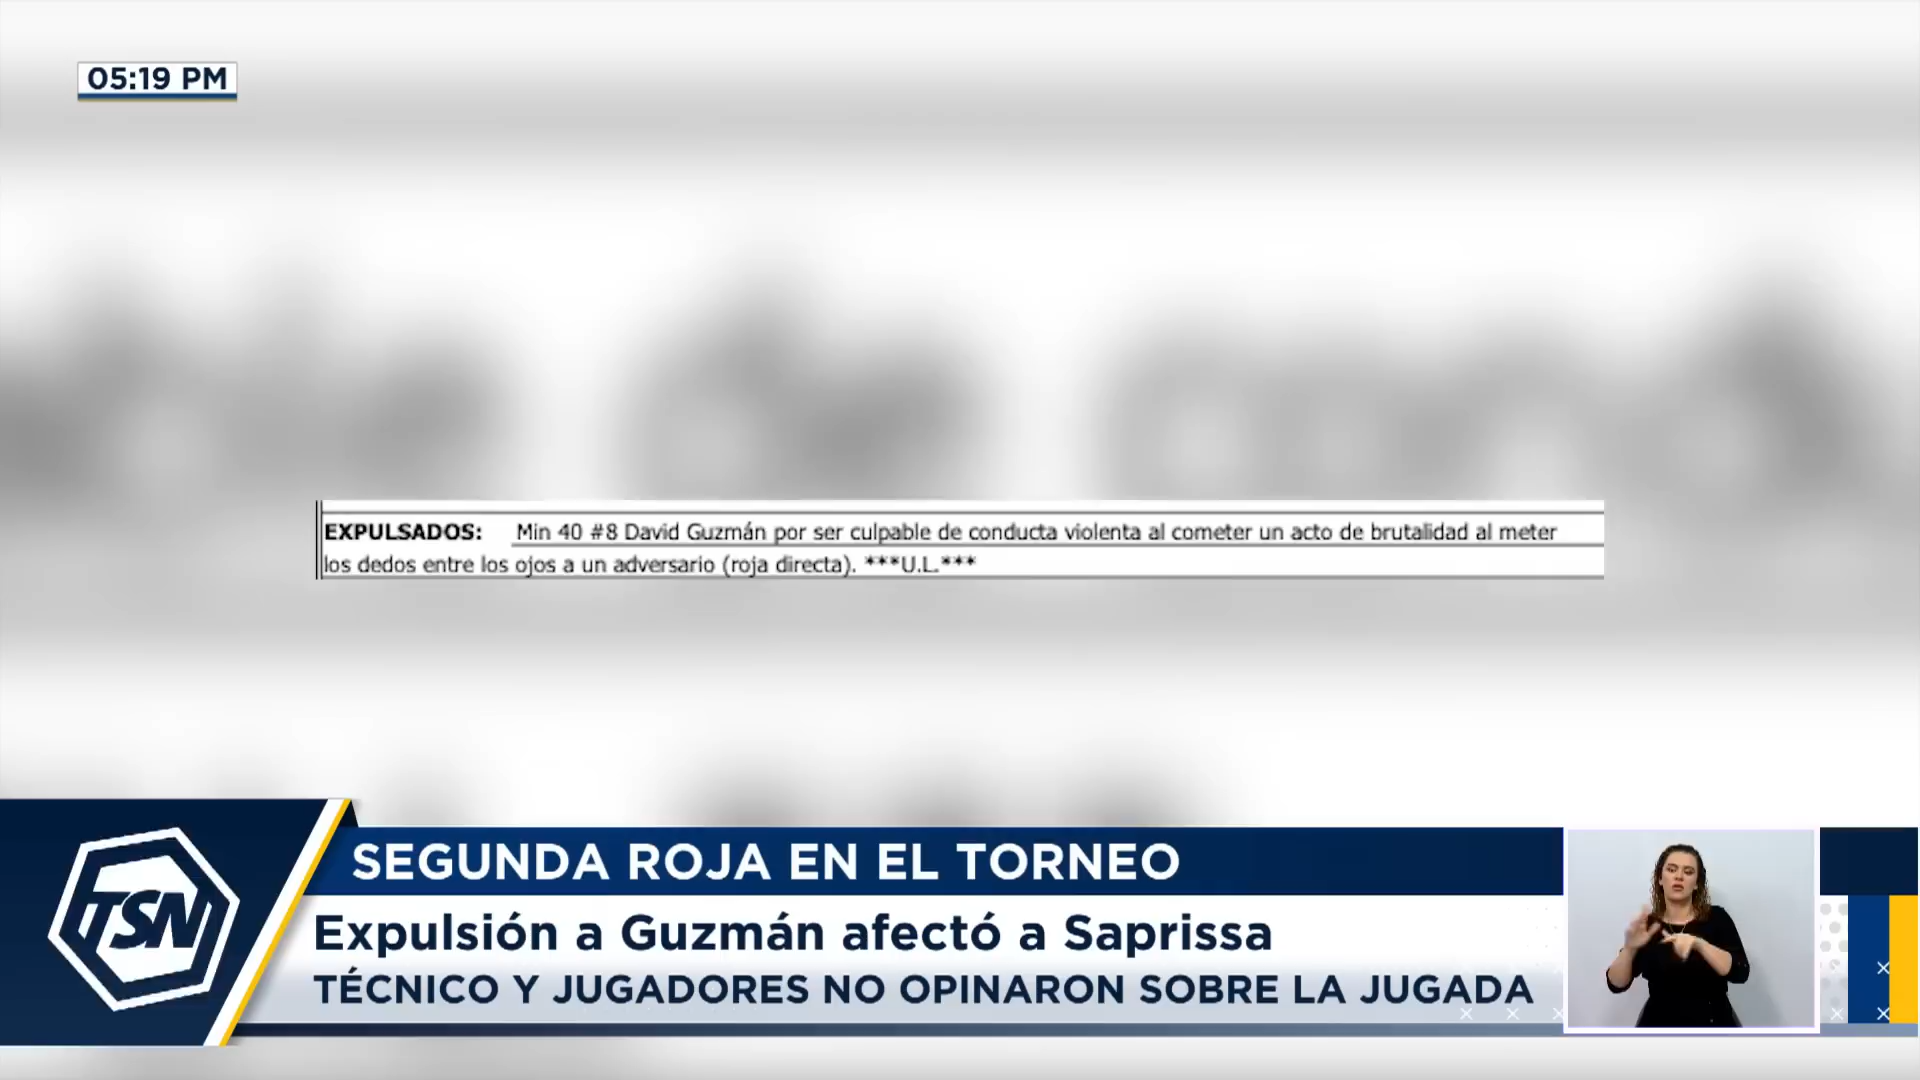 05:19 PM
EXPULSADOS: Min 40 #8 David Guzmán por ser culpable de conducta violenta al cometer un acto de brutalidad al meter
los dedos entre los ojos a un adversario (roja directa). ***U.L.***
TSN
SEGUNDA ROJA EN EL TORNEO
Expulsión a Guzmán afectó a Saprissa
TÉCNICO Y JUGADORES NO OPINARON SOBRE LA JUGADA